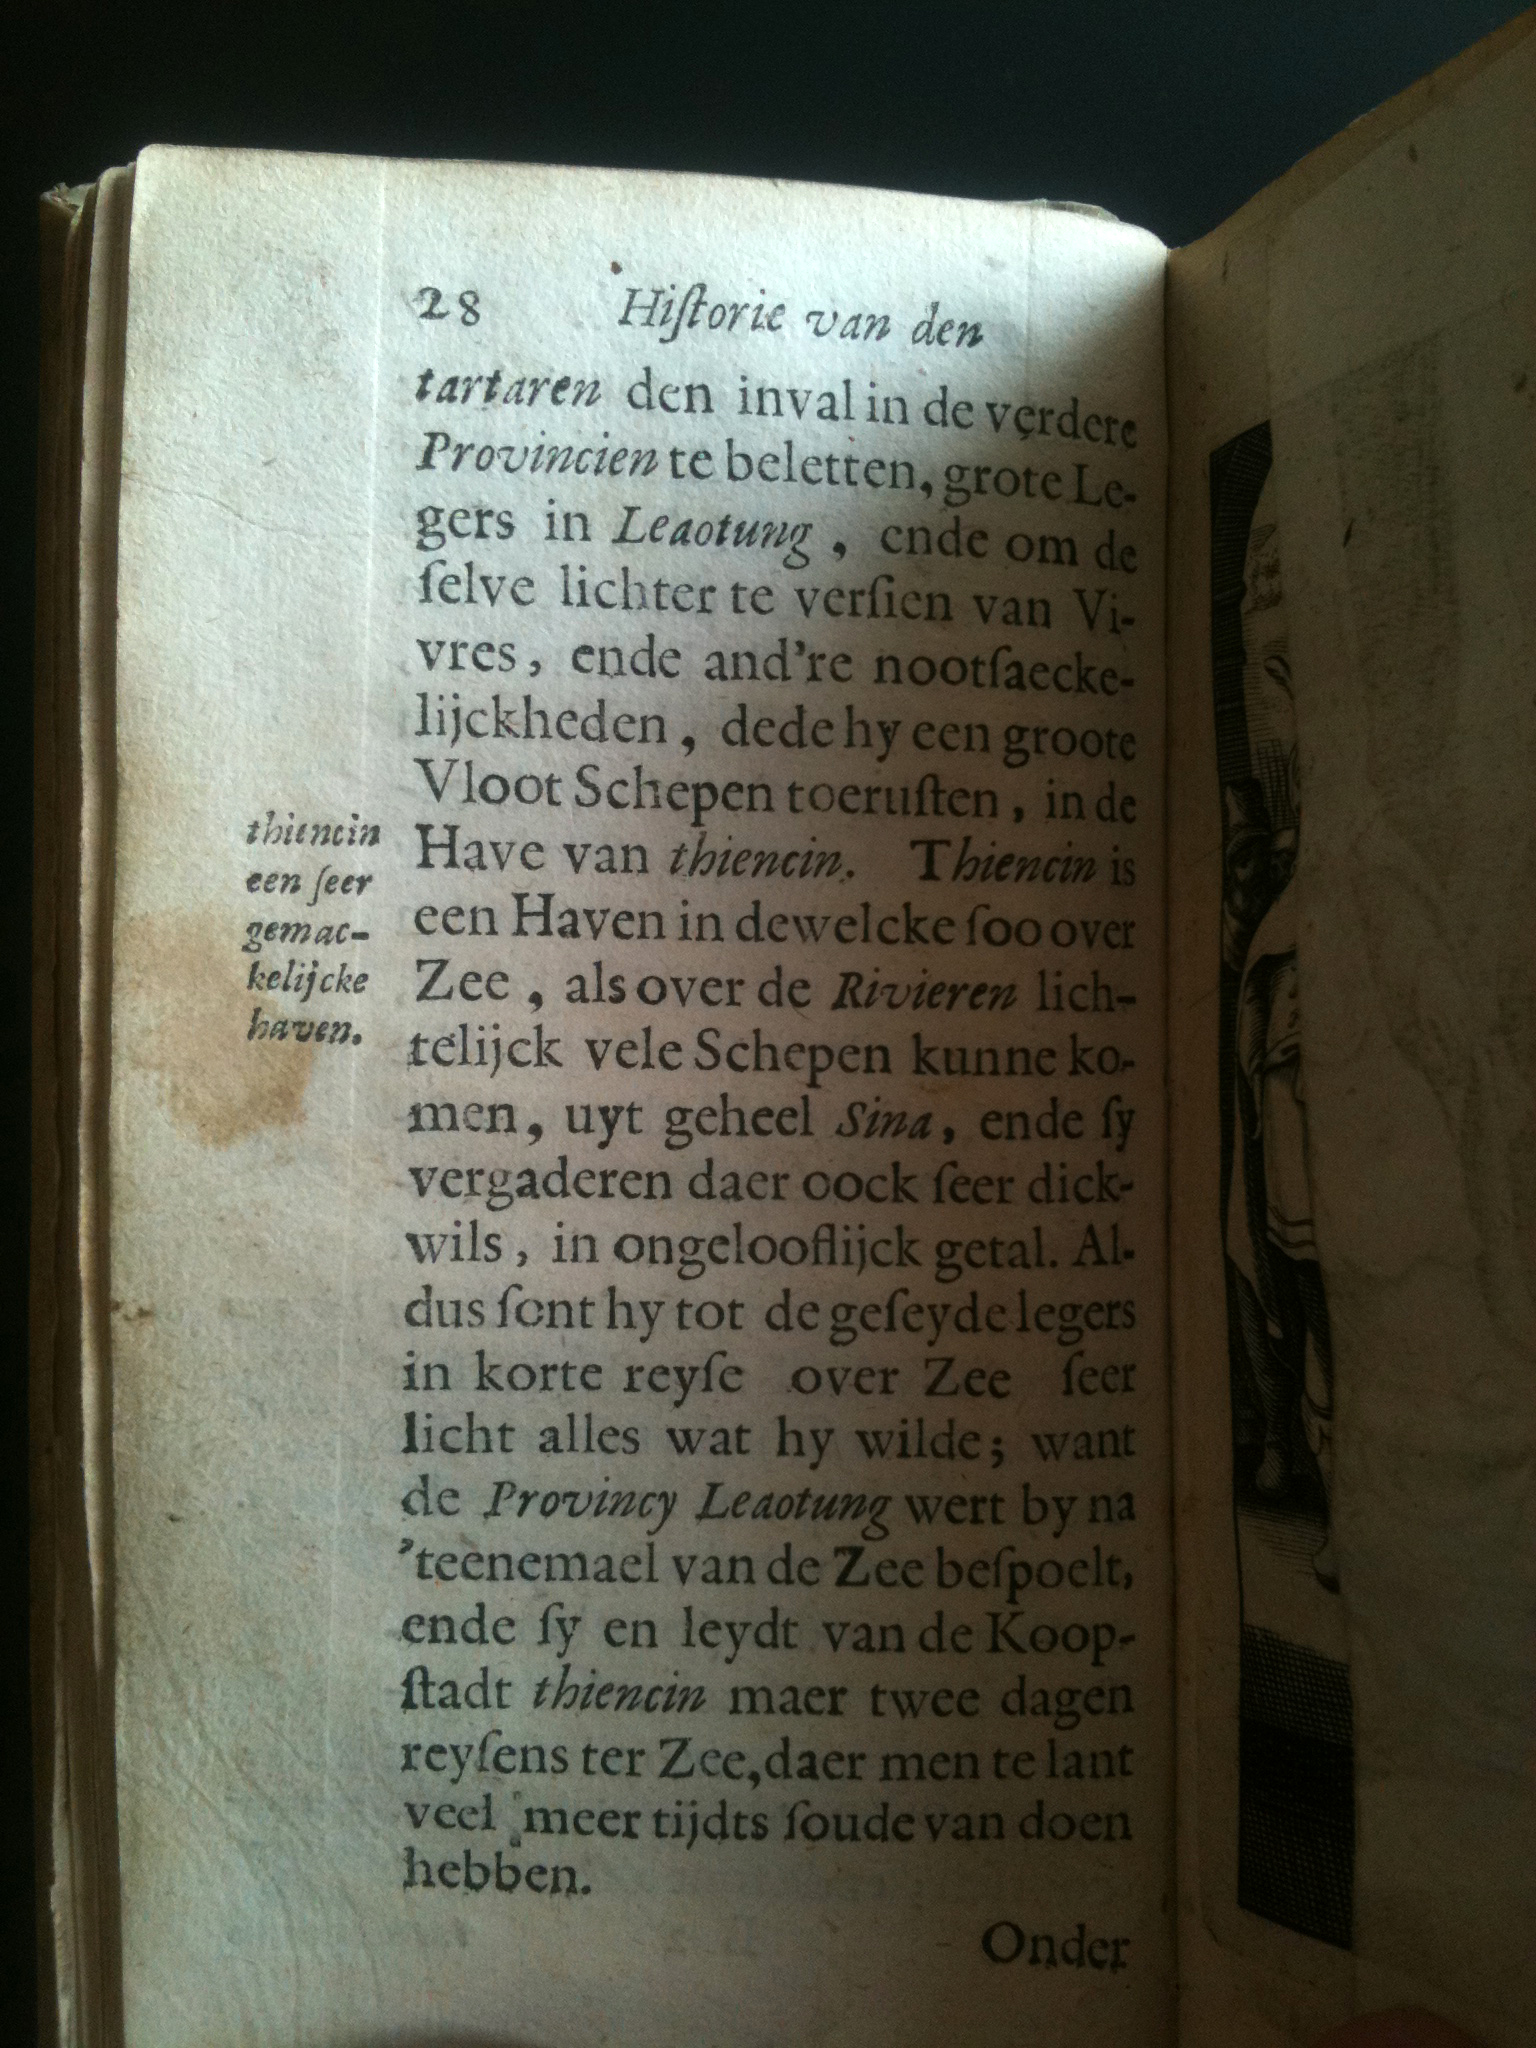 28 Hiſtorie van den
tartaren den inval in de verdere
Provincien te beletten, grote Le-
gers in Leaotung, ende om de
ſelve lichter te verſien van Vi-
vres, ende and're nootſaecke-
lijckheden, dede hy een groote
Vloot Schepen toeruſten, in de
Have van thiencin. Thiencin is
een Haven in dewelcke ſoo over
Zee, als over de Rivieren lich-
telijck vele Schepen kunne ko-
men, uyt geheel Sina, ende ſy
vergaderen daer oock ſeer dick-
wils, in ongelooflijck getal. Al-
dus ſont hy tot de geſeyde legers
in korte reyſe over Zee ſeer
licht alles wat hy wilde; want
de Provincy Leaotung wert by na
'teenemael van de Zee beſpoelt,
ende ſy en leydt van de Koop-
ſtadt thiencin maer twee dagen
reyſens ter Zee, daer men te lant
veel meer tijdts ſoude van doen
hebben.
Onder
thiencin
een ſeer
gemac-
kelijcke
haven.